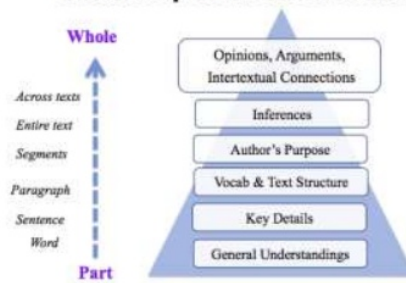 Whole
Across texts
Entire text
Segments
Paragraph
Sentence
Word
Part
Opinions, Arguments,
Intertextual Connections
Inferences
Author's Purpose
Vocab & Text Structure
Key Details
General Understandings